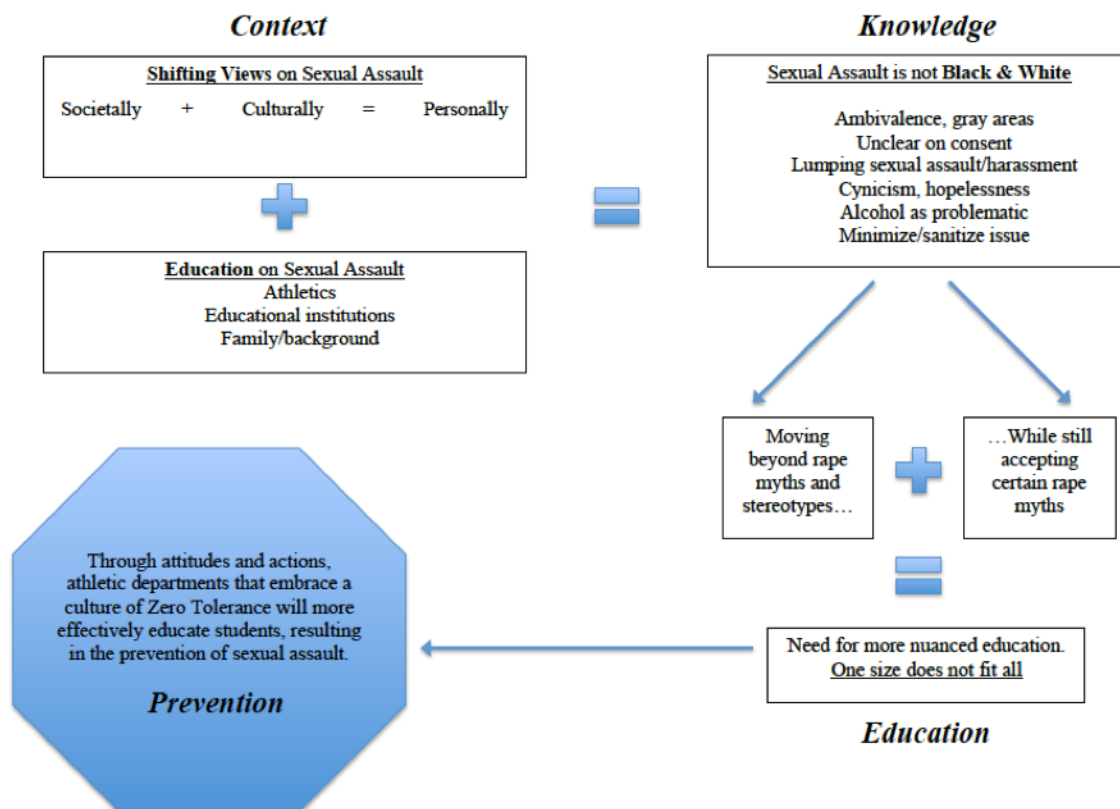 Context
Shifting Views on Sexual Assault
Societally + Culturally = Personally
Education on Sexual Assault
Athletics
Educational institutions
Family/background
Knowledge
Sexual Assault is not Black & White
Ambivalence, gray areas
Unclear on consent
Lumping sexual assault/harassment
Cynicism, hopelessness
Alcohol as problematic
Minimize/sanitize issue
Moving
beyond rape
myths and
stereotypes…
…While still
accepting
certain rape
myths
Need for more nuanced education.
One size does not fit all
Education
Through attitudes and actions,
athletic departments that embrace a
culture of Zero Tolerance will more
effectively educate students, resulting
in the prevention of sexual assault.
Prevention